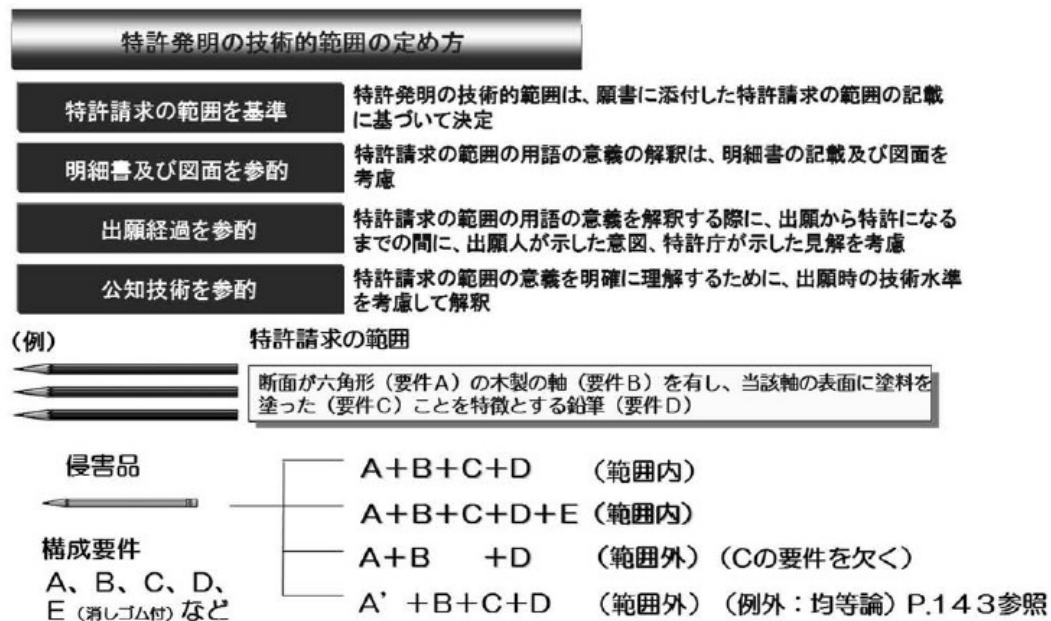 特許発明の技術的範囲の定め方
特許請求の範囲を基準
特許発明の技術的範囲は、願書に添付した特許請求の範囲の記載
に基づいて決定
明細書及び図面を参酌
特許請求の範囲の用語の意義の解釈は、明細書の記載及び図面を
考慮
出願経過を参酌
特許請求の範囲の用語の意義を解釈する際に、出願から特許になる
までの間に、出願人が示した意図、特許庁が示した見解を考慮
公知技術を参酌
特許請求の範囲の意義を明確に理解するために、出願時の技術水準
を考慮して解釈
（例）
特許請求の範囲
断面が六角形（要件A）の木製の軸（要件B）を有し、当該軸の表面に塗料を
塗った（要件C）ことを特徴とする鉛筆（要件D）
侵害品
構成要件
A、B、C、D、
E（消しゴム付）など
A+B+C+D （範囲内）
A+B+C+D+E（範囲内）
A+B +D （範囲外）（Cの要件を欠く）
A’+B+C+D （範囲外）（例外：均等論）P.143参照